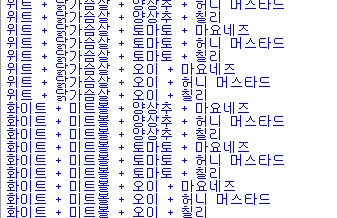 위트 + 닭가슴살 + 양상추 + 허니 머스타드
위트 + 닭가슴살 + 양상추 + 칠리
위트 + 닭가슴살 + 토마토 + 마요네즈
위트 + 닭가슴살 + 토마토 + 허니 머스타드
위트 + 닭가슴살 + 토마토 + 칠리
위트 + 닭가슴살 + 오이 + 마요네즈
위트 + 닭가슴살 + 오이 + 허니 머스타드
위트 + 닭가슴살 + 오이 + 칠리
화이트 + 미트볼 + 양상추 + 마요네즈
화이트 + 미트볼 + 양상추 + 허니 머스타드
화이트 + 미트볼 + 양상추 + 칠리
화이트 + 미트볼 + 토마토 + 마요네즈
화이트 + 미트볼 + 토마토 + 허니 머스타드
화이트 + 미트볼 + 토마토 + 칠리
화이트 + 미트볼 + 오이 + 마요네즈
화이트 + 미트볼 + 오이 + 허니 머스타드
화이트 + 미트볼 + 오이 + 칠리